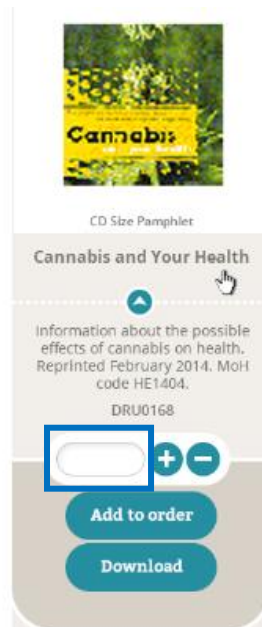 Cannabis
and your health
CD Size Pamphlet
Cannabis and Your Health
Information about the possible
effects of cannabis on health.
Reprinted February 2014. MoH
code HE1404.
DRU0168
Add to order
Download